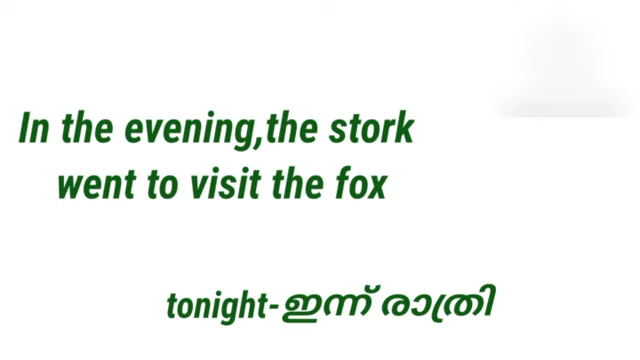 In the evening,the stork
went to visit the fox
tonight-ഇന്ന് രാത്രി